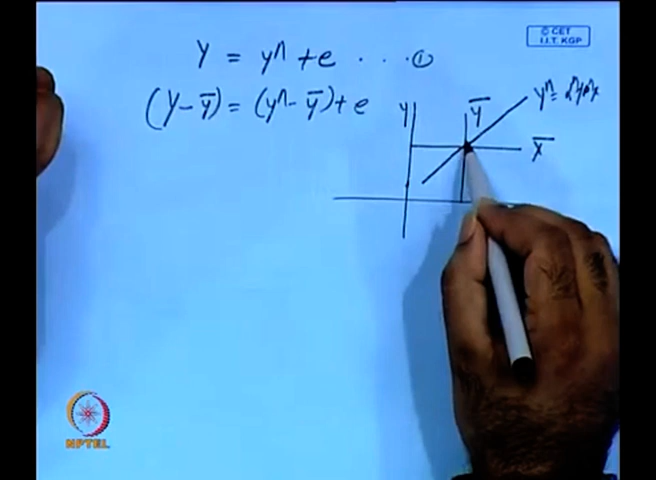 © CET
I.I.T. KGP
y = y^ + e . . . ①
(y - ȳ) = (y^ - ȳ) + e
y
ȳ
x̄
NPTEL